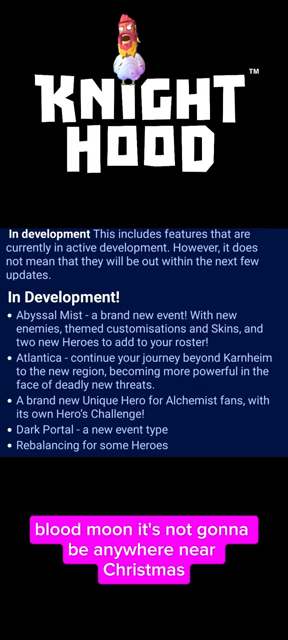 KNIGHT™
HOOD
In development This includes features that are
currently in active development. However, it does
not mean that they will be out within the next few
updates.
In Development!
• Abyssal Mist - a brand new event! With new
enemies, themed customisations and Skins, and
two new Heroes to add to your roster!
• Atlantica - continue your journey beyond Karnheim
to the new region, becoming more powerful in the
face of deadly new threats.
• A brand new Unique Hero for Alchemist fans, with
its own Hero's Challenge!
• Dark Portal - a new event type
• Rebalancing for some Heroes
blood moon it's not gonna
be anywhere near
Christmas